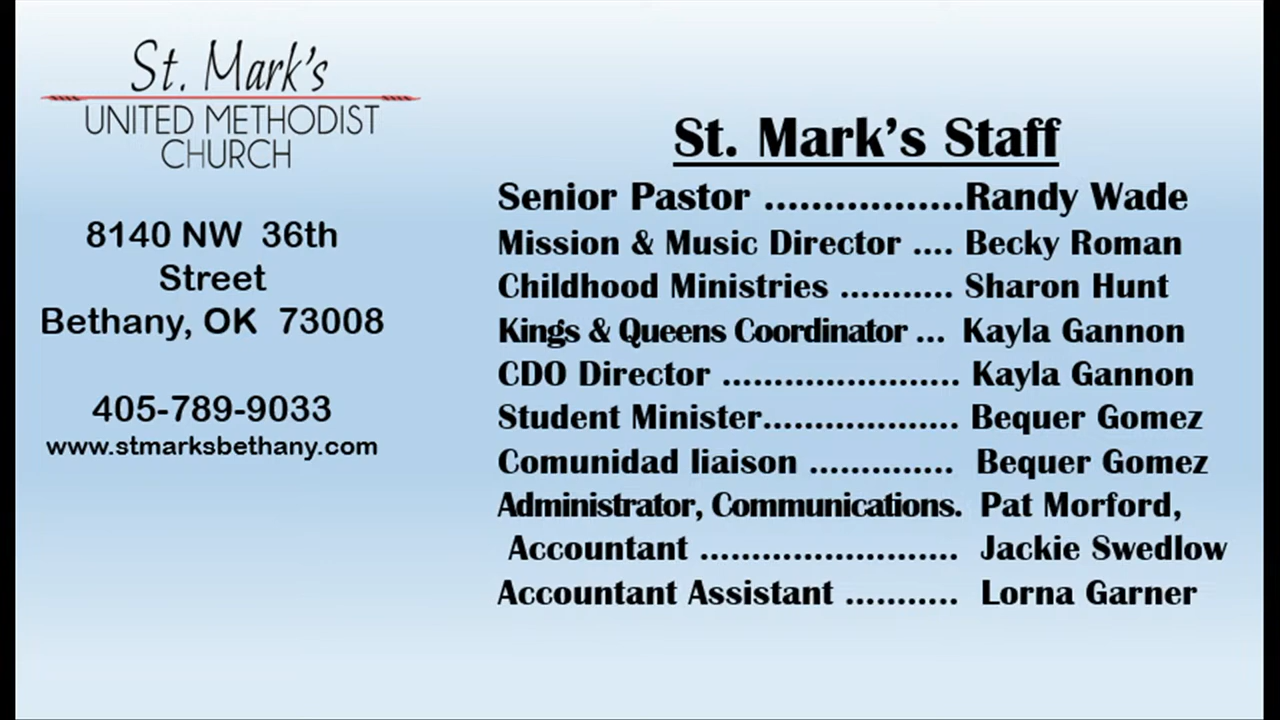 St. Mark's
UNITED METHODIST
CHURCH
8140 NW 36th
Street
Bethany, OK 73008
405-789-9033
www.stmarksbethany.com
St. Mark's Staff
Senior Pastor .................Randy Wade
Mission & Music Director .... Becky Roman
Childhood Ministries ........... Sharon Hunt
Kings & Queens Coordinator ... Kayla Gannon
CDO Director ....................... Kayla Gannon
Student Minister................... Bequer Gomez
Comunidad liaison .............. Bequer Gomez
Administrator, Communications. Pat Morford,
Accountant ......................... Jackie Swedlow
Accountant Assistant ........... Lorna Garner